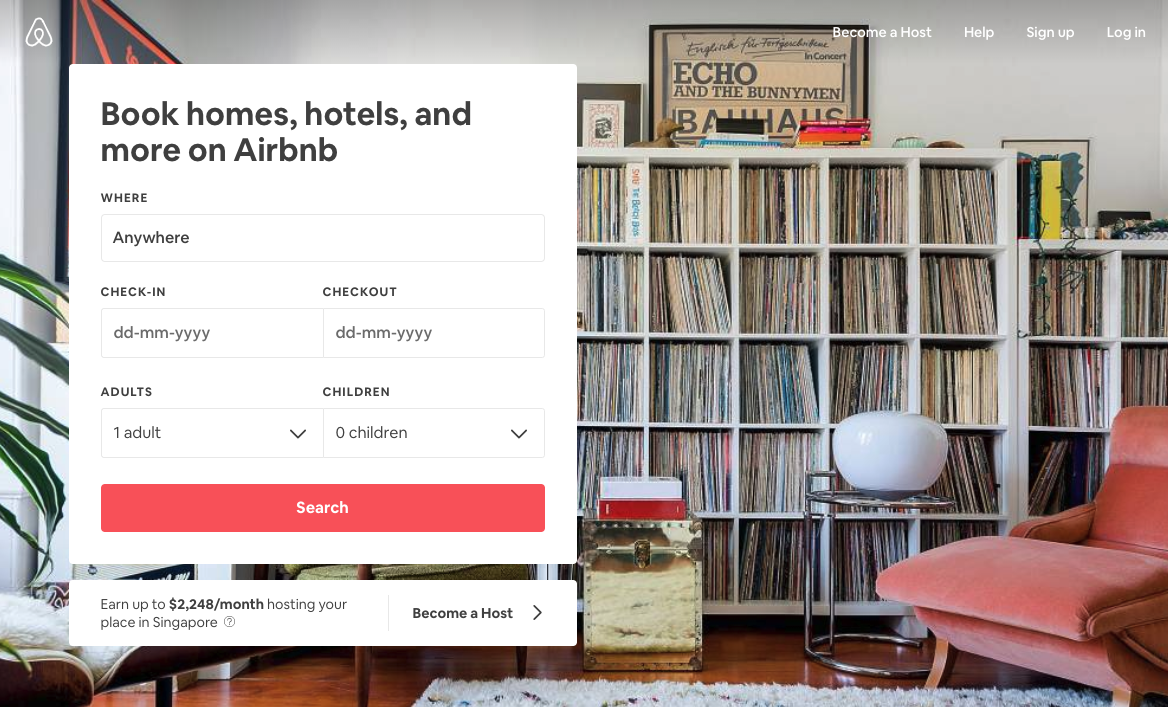 Become a Host
Help
Sign up
Log in
Englisch für Fortgeschrittene
In Concert
ECHO
AND THE BUNNYMEN
BAUHAUS
Book homes, hotels, and
more on Airbnb
WHERE
Anywhere
CHECK-IN
CHECKOUT
dd-mm-yyyy
dd-mm-yyyy
ADULTS
CHILDREN
1 adult
0 children
Search
Earn up to $2,248/month hosting your
place in Singapore
Become a Host